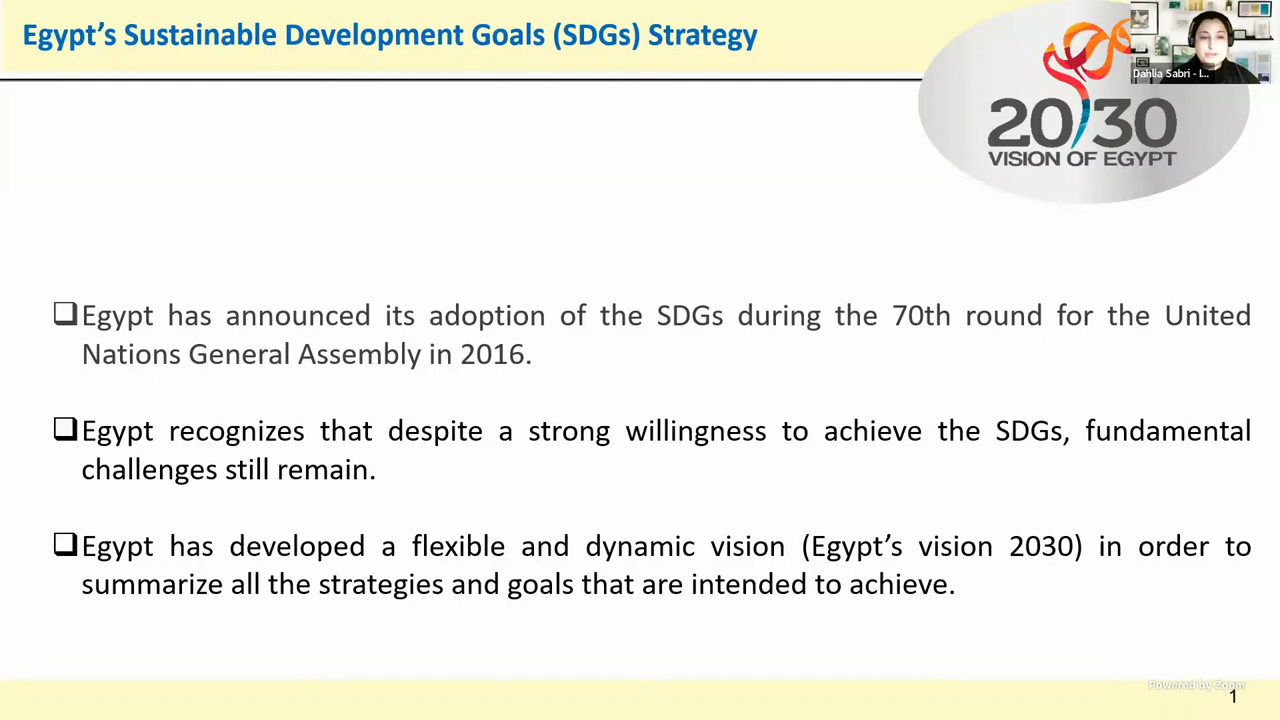 Egypt's Sustainable Development Goals (SDGs) Strategy
Dahlia Sabri - I...
20/30
VISION OF EGYPT
❑Egypt has announced its adoption of the SDGs during the 70th round for the United
Nations General Assembly in 2016.
❑Egypt recognizes that despite a strong willingness to achieve the SDGs, fundamental
challenges still remain.
❑Egypt has developed a flexible and dynamic vision (Egypt's vision 2030) in order to
summarize all the strategies and goals that are intended to achieve.
Powered by Zoom
1